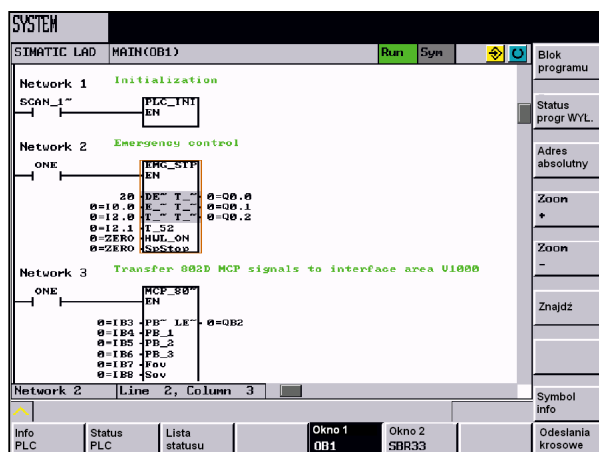 SYSTEM
SIMATIC LAD MAIN(OB1) Run Sym
Network 1 Initialization
SCAN_1~ PLC_INI
EN
Network 2 Emergency control
ONE EMG_STP
EN
20 DE~ T_~ 0=Q0.0
0=I0.0 E_~ T_~ 0=Q0.1
0=I2.0 T_~ T_~ 0=Q0.2
0=I2.1 T_52
0=ZERO HWL_ON
0=ZERO SpStop
Network 3 Transfer 802D MCP signals to interface area V1000
ONE MCP_80~
EN
0=IB3 PB~ LE~ 0=QB2
0=IB4 PB_1
0=IB5 PB_2
0=IB6 PB_3
0=IB7 Fov
0=IB8 Sov
Network 2 Line 2, Column 3
Blok
programu
Status
progr WYŁ.
Adres
absolutny
Zoom
+
Zoom
-
Znajdź
Symbol
info
Odesłania
krosowe
Info
PLC
Status
PLC
Lista
statusu
Okno 1
OB1
Okno 2
SBR33